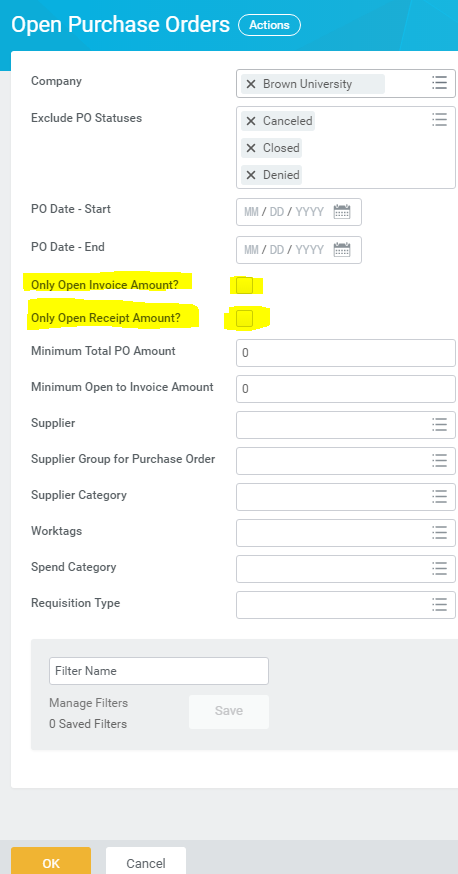 Open Purchase Orders Actions
Company
Brown University
Exclude PO Statuses
Canceled
Closed
Denied
PO Date - Start
MM / DD / YYYY
PO Date - End
MM / DD / YYYY
Only Open Invoice Amount?
Only Open Receipt Amount?
Minimum Total PO Amount
0
Minimum Open to Invoice Amount
0
Supplier
Supplier Group for Purchase Order
Supplier Category
Worktags
Spend Category
Requisition Type
Filter Name
Manage Filters
0 Saved Filters
Save
OK
Cancel